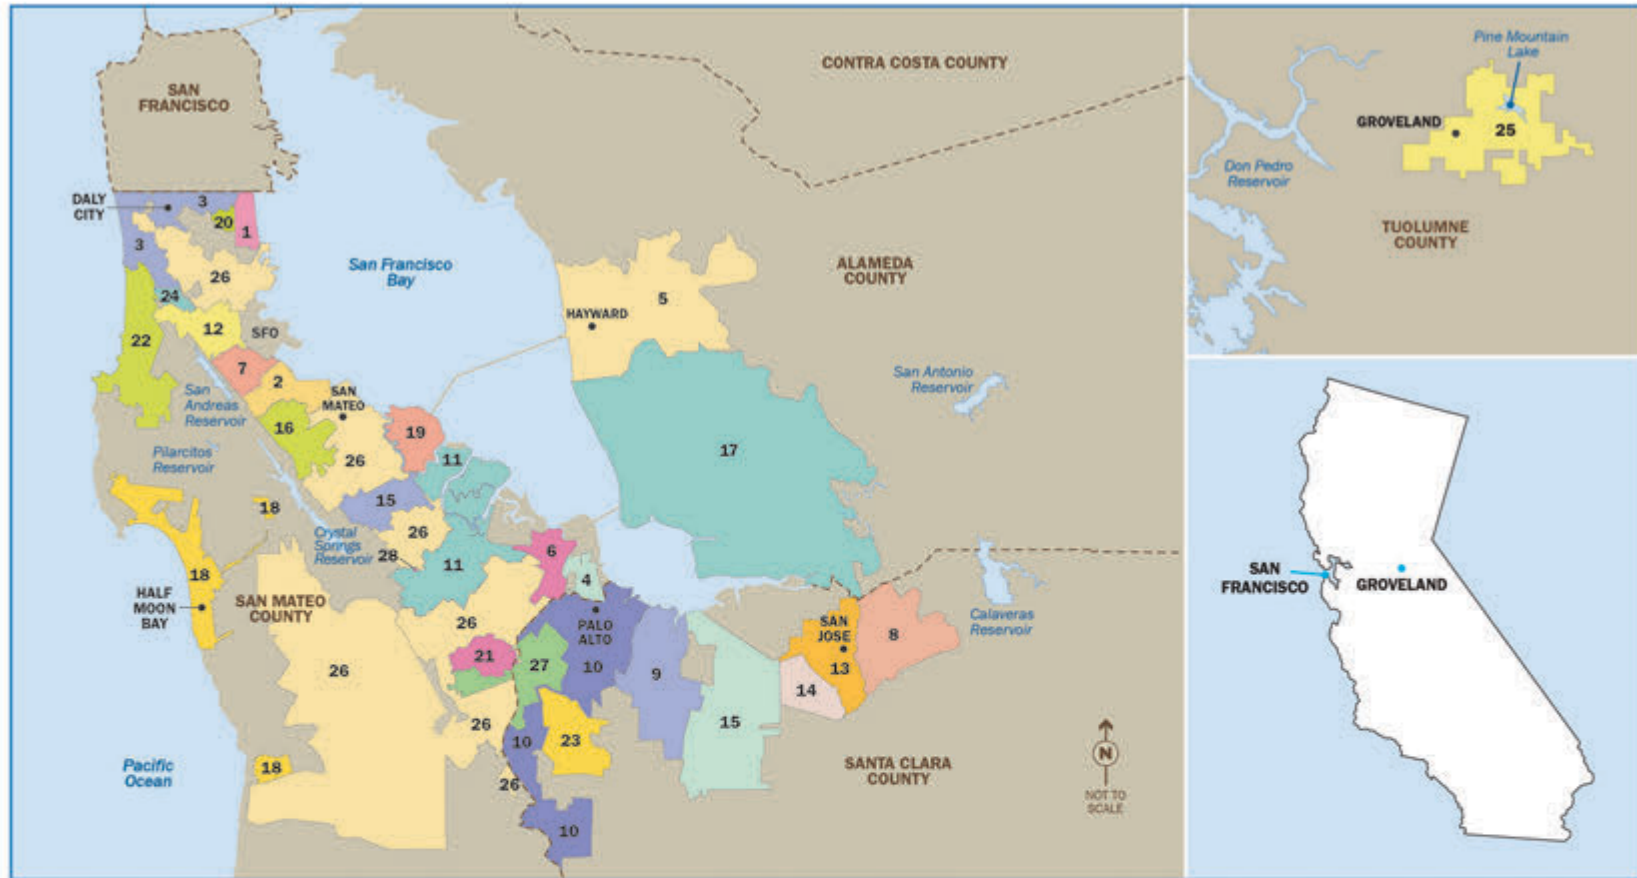 SAN
FRANCISCO
CONTRA COSTA COUNTY
DALY
CITY
3
20
1
3
26
24
12
SFO
22
7
2
San Francisco
Bay
ALAMEDA
COUNTY
5
HAYWARD
San Antonio
Reservoir
17
San
Andreas
Reservoir
SAN
MATEO
16
19
Pilarcitos
Reservoir
26
11
15
18
Crystal
Springs
Reservoir
26
28
11
6
4
18
HALF
MOON
BAY
SAN MATEO
COUNTY
26
PALO
ALTO
SAN
JOSE
8
Calaveras
Reservoir
21
27
10
9
13
14
26
26
15
10
23
SANTA CLARA
COUNTY
Pacific
Ocean
18
26
10
N
NOT TO
SCALE
Pine Mountain
Lake
GROVELAND
25
Don Pedro
Reservoir
TUOLUMNE
COUNTY
SAN
FRANCISCO
GROVELAND